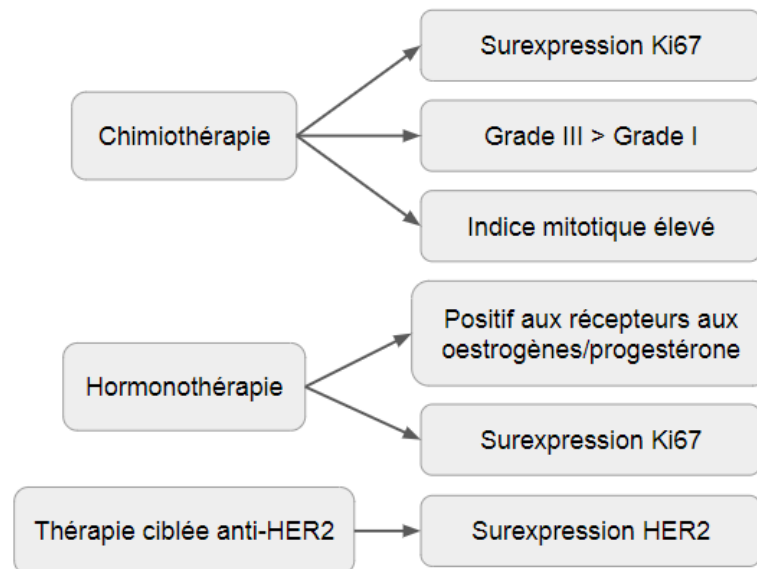 Surexpression Ki67
Chimiothérapie
Grade III > Grade I
Indice mitotique élevé
Positif aux récepteurs aux
oestrogènes/progestérone
Hormonothérapie
Surexpression Ki67
Thérapie ciblée anti-HER2
Surexpression HER2